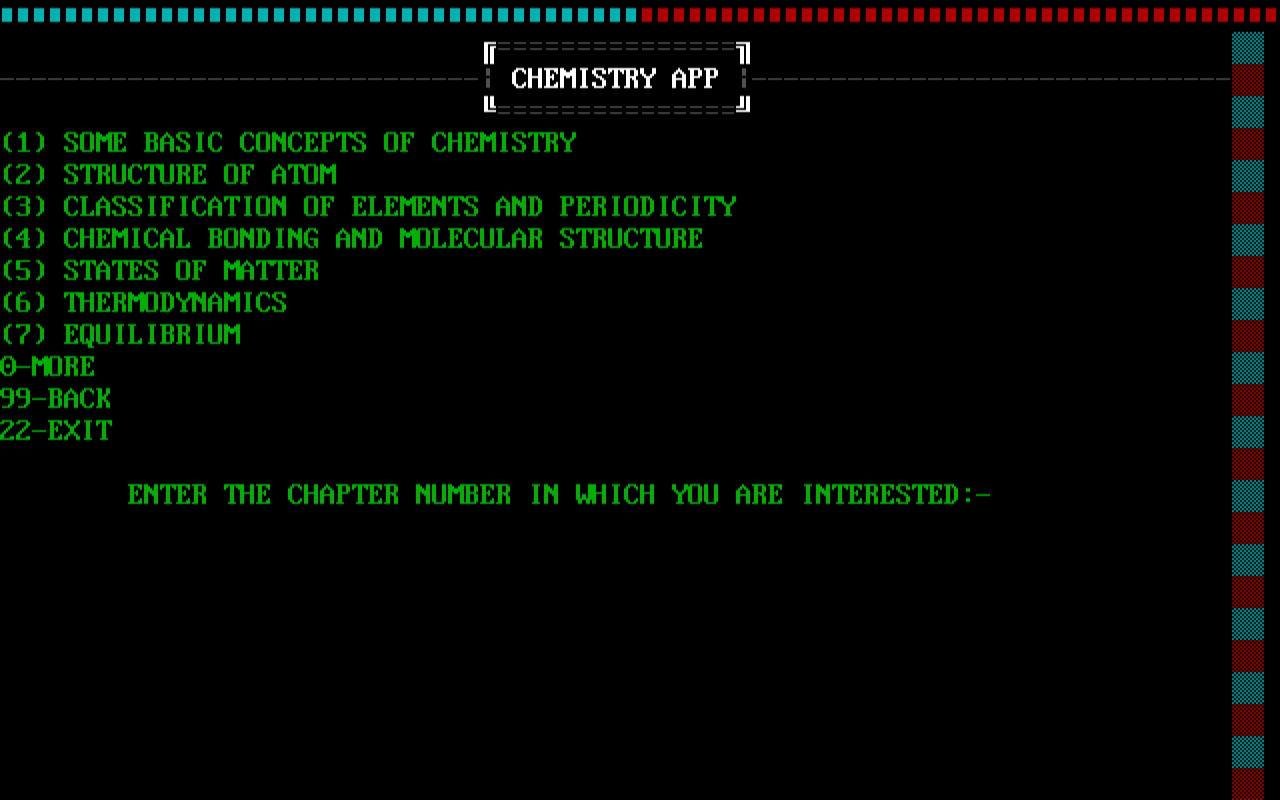 CHEMISTRY APP
(1) SOME BASIC CONCEPTS OF CHEMISTRY
(2) STRUCTURE OF ATOM
(3) CLASSIFICATION OF ELEMENTS AND PERIODICITY
(4) CHEMICAL BONDING AND MOLECULAR STRUCTURE
(5) STATES OF MATTER
(6) THERMODYNAMICS
(7) EQUILIBRIUM
0-MORE
99-BACK
22-EXIT
ENTER THE CHAPTER NUMBER IN WHICH YOU ARE INTERESTED:-